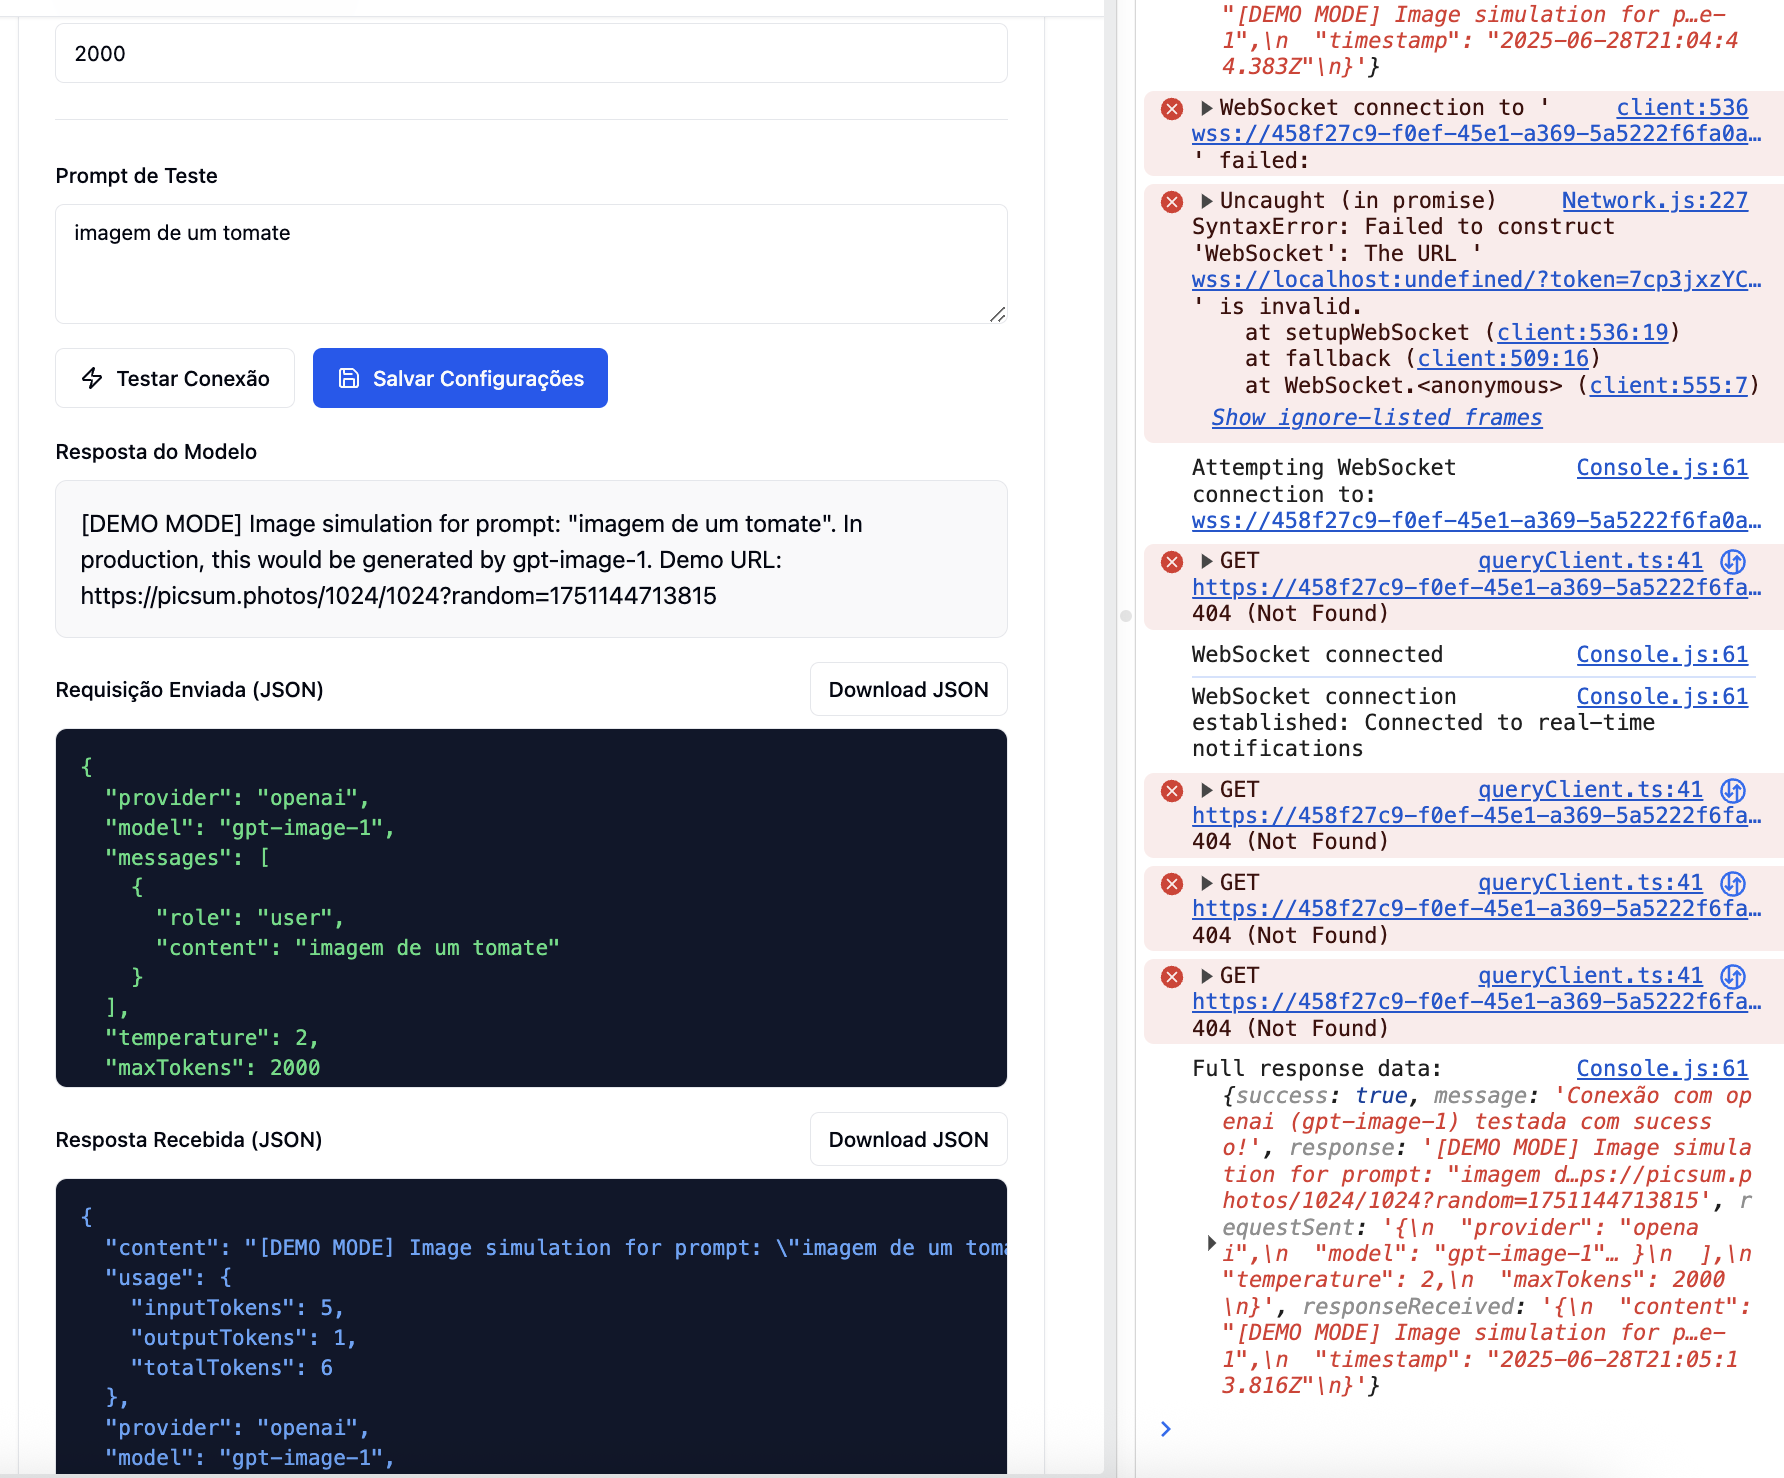 2000
Prompt de Teste
imagem de um tomate
Testar Conexão
Salvar Configurações
Resposta do Modelo
[DEMO MODE] Image simulation for prompt: "imagem de um tomate". In
production, this would be generated by gpt-image-1. Demo URL:
https://picsum.photos/1024/1024?random=1751144713815
Requisição Enviada (JSON)
Download JSON
{
"provider": "openai",
"model": "gpt-image-1",
"messages": [
{
"role": "user",
"content": "imagem de um tomate"
}
],
"temperature": 2,
"maxTokens": 2000
Resposta Recebida (JSON)
Download JSON
{
"content": "[DEMO MODE] Image simulation for prompt: \"imagem de um toma
"usage": {
"inputTokens": 5,
"outputTokens": 1,
"totalTokens": 6
},
"provider": "openai",
"model": "gpt-image-1",
"[DEMO MODE] Image simulation for p…e-
1",\n  "timestamp": "2025-06-28T21:04:4
4.383Z"\n}'}
WebSocket connection to ' client:536
wss://458f27c9-f0ef-45e1-a369-5a5222f6fa0a…
' failed:
Uncaught (in promise) Network.js:227
SyntaxError: Failed to construct
'WebSocket': The URL '
wss://localhost:undefined/?token=7cp3jxzYC…
' is invalid.
at setupWebSocket (client:536:19)
at fallback (client:509:16)
at WebSocket.<anonymous> (client:555:7)
Show ignore-listed frames
Attempting WebSocket Console.js:61
connection to:
wss://458f27c9-f0ef-45e1-a369-5a5222f6fa0a…
GET queryClient.ts:41
https://458f27c9-f0ef-45e1-a369-5a5222f6fa…
404 (Not Found)
WebSocket connected Console.js:61
WebSocket connection Console.js:61
established: Connected to real-time
notifications
GET queryClient.ts:41
https://458f27c9-f0ef-45e1-a369-5a5222f6fa…
404 (Not Found)
GET queryClient.ts:41
https://458f27c9-f0ef-45e1-a369-5a5222f6fa…
404 (Not Found)
GET queryClient.ts:41
https://458f27c9-f0ef-45e1-a369-5a5222f6fa…
404 (Not Found)
Full response data: Console.js:61
{success: true, message: 'Conexão com op
enai (gpt-image-1) testada com sucess
o!', response: '[DEMO MODE] Image simula
tion for prompt: "imagem d…ps://picsum.p
hotos/1024/1024?random=1751144713815', r
equestSent: '{\n  "provider": "opena
i",\n  "model": "gpt-image-1"… }\n  ],\n
"temperature": 2,\n  "maxTokens": 2000
\n}', responseReceived: '{\n  "content":
"[DEMO MODE] Image simulation for p…e-
1",\n  "timestamp": "2025-06-28T21:05:1
3.816Z"\n}'}